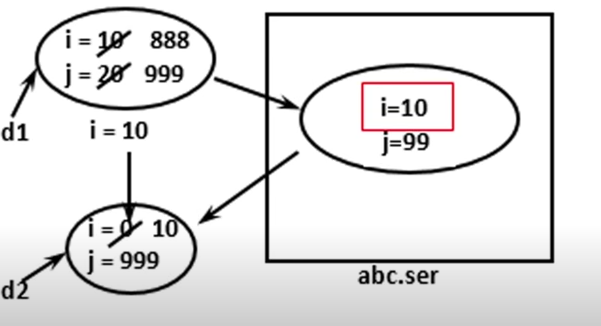 i = 10 888
j = 20 999
d1
i = 10
i = 0 10
j = 999
d2
i=10
j=99
abc.ser